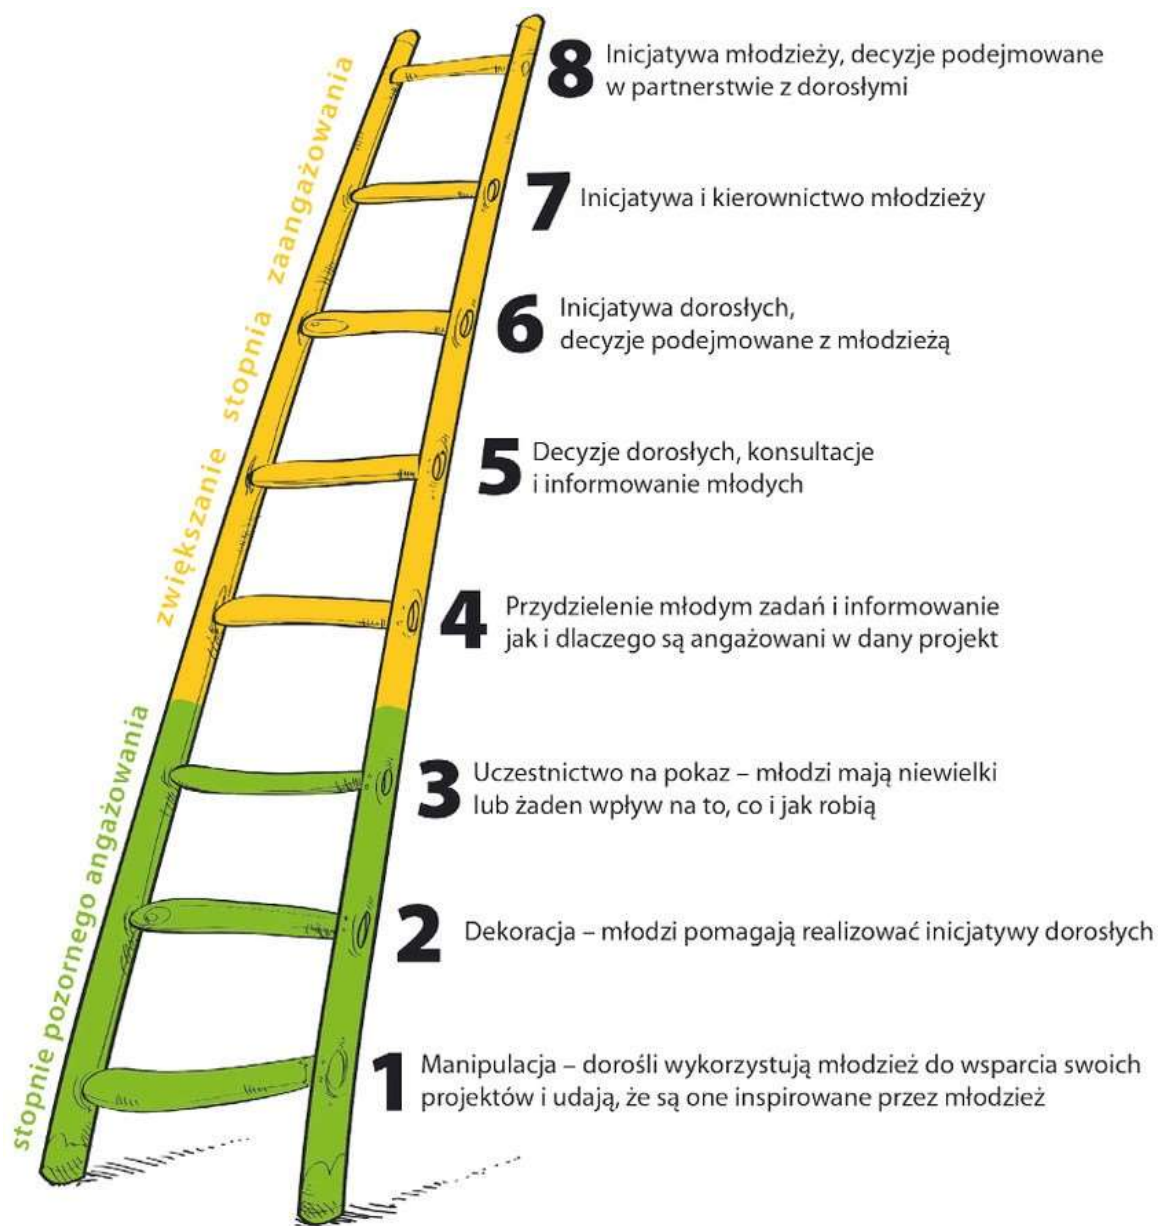 8
Inicjatywa młodzieży, decyzje podejmowane
w partnerstwie z dorosłymi
7
Inicjatywa i kierownictwo młodzieży
6
Inicjatywa dorosłych,
decyzje podejmowane z młodzieżą
5
Decyzje dorosłych, konsultacje
i informowanie młodych
4
Przydzielenie młodym zadań i informowanie
jak i dlaczego są angażowani w dany projekt
3
Uczestnictwo na pokaz – młodzi mają niewielki
lub żaden wpływ na to, co i jak robią
2
Dekoracja – młodzi pomagają realizować inicjatywy dorosłych
1
Manipulacja – dorośli wykorzystują młodzież do wsparcia swoich
projektów i udają, że są one inspirowane przez młodzież
zwiększanie stopnia zaangażowania
stopnie pozornego angażowania